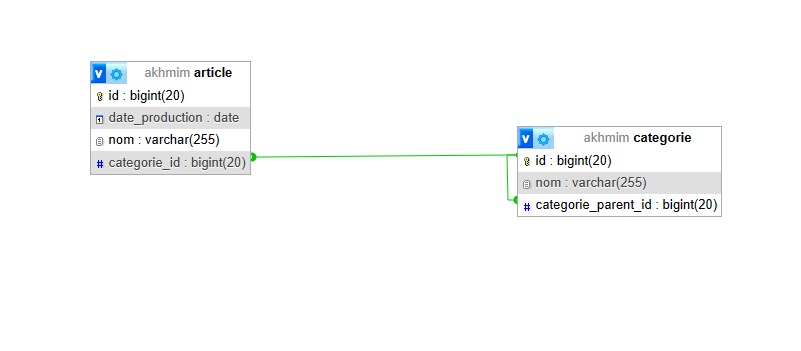 v akhmim article
id : bigint(20)
date_production : date
nom : varchar(255)
# categorie_id : bigint(20)
v akhmim categorie
id : bigint(20)
nom : varchar(255)
# categorie_parent_id : bigint(20)